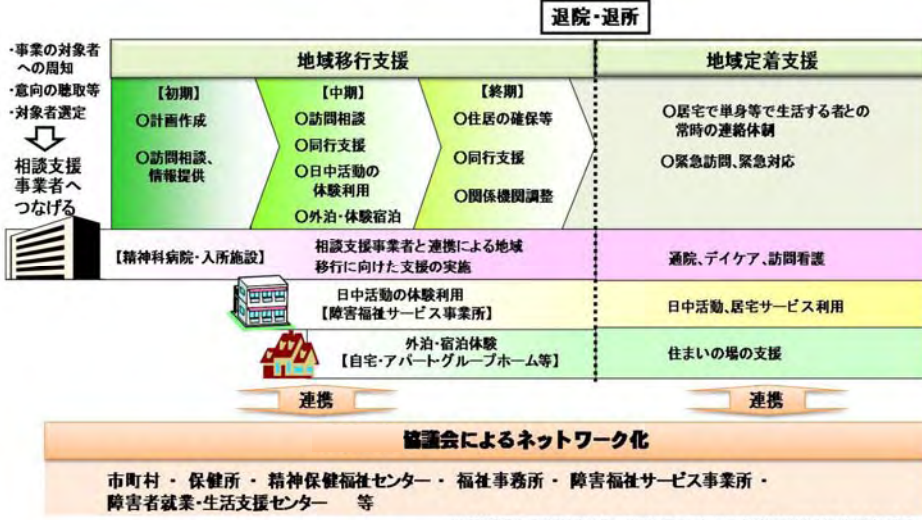 退院・退所
・事業の対象者
への周知
・意向の聴取等
・対象者選定
相談支援
事業者へ
つなげる
地域移行支援
【初期】
〇計画作成
〇訪問相談、
情報提供
【中期】
〇訪問相談
〇同行支援
〇日中活動の
体験利用
〇外泊・体験宿泊
【終期】
〇住居の確保等
〇同行支援
〇関係機関調整
地域定着支援
〇居宅で単身等で生活する者との
常時の連絡体制
〇緊急訪問、緊急対応
【精神科病院・入所施設】
相談支援事業者と連携による地域
移行に向けた支援の実施
通院、デイケア、訪問看護
日中活動の体験利用
【障害福祉サービス事業所】
日中活動、居宅サービス利用
外泊・宿泊体験
【自宅・アパート・グループホーム等】
住まいの場の支援
連携
連携
協議会によるネットワーク化
市町村 ・ 保健所 ・ 精神保健福祉センター ・ 福祉事務所 ・ 障害福祉サービス事業所 ・
障害者就業・生活支援センター 等